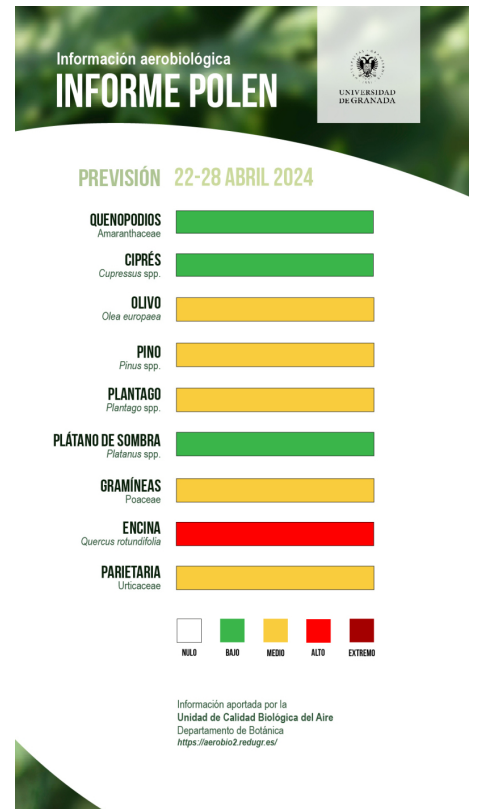 Información aerobiológica
INFORME POLEN
UNIVERSIDAD
DE GRANADA
PREVISIÓN 22-28 ABRIL 2024
QUENOPODIOS
Amaranthaceae
CIPRÉS
Cupressus spp.
OLIVO
Olea europaea
PINO
Pinus spp.
PLANTAGO
Plantago spp.
PLÁTANO DE SOMBRA
Platanus spp.
GRAMÍNEAS
Poaceae
ENCINA
Quercus rotundifolia
PARIETARIA
Urticaceae
NULO BAJO MEDIO ALTO EXTREMO
Información aportada por la
Unidad de Calidad Biológica del Aire
Departamento de Botánica
https://aerobio2.redugr.es/